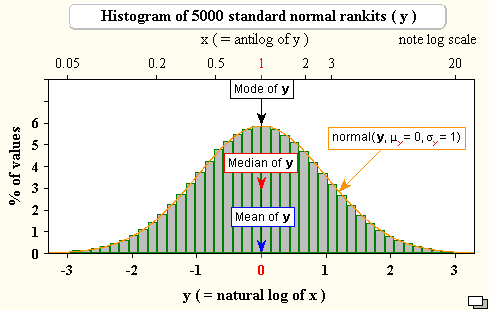 Histogram of 5000 standard normal rankits ( y )
x ( = antilog of y ) note log scale
0.05 0.2 0.5 1 2 3 20
Mode of y
6
normal(y, μy = 0, σy = 1)
5
4
Median of y
3
2
Mean of y
1
0
% of values
-3 -2 -1 0 1 2 3
y ( = natural log of x )